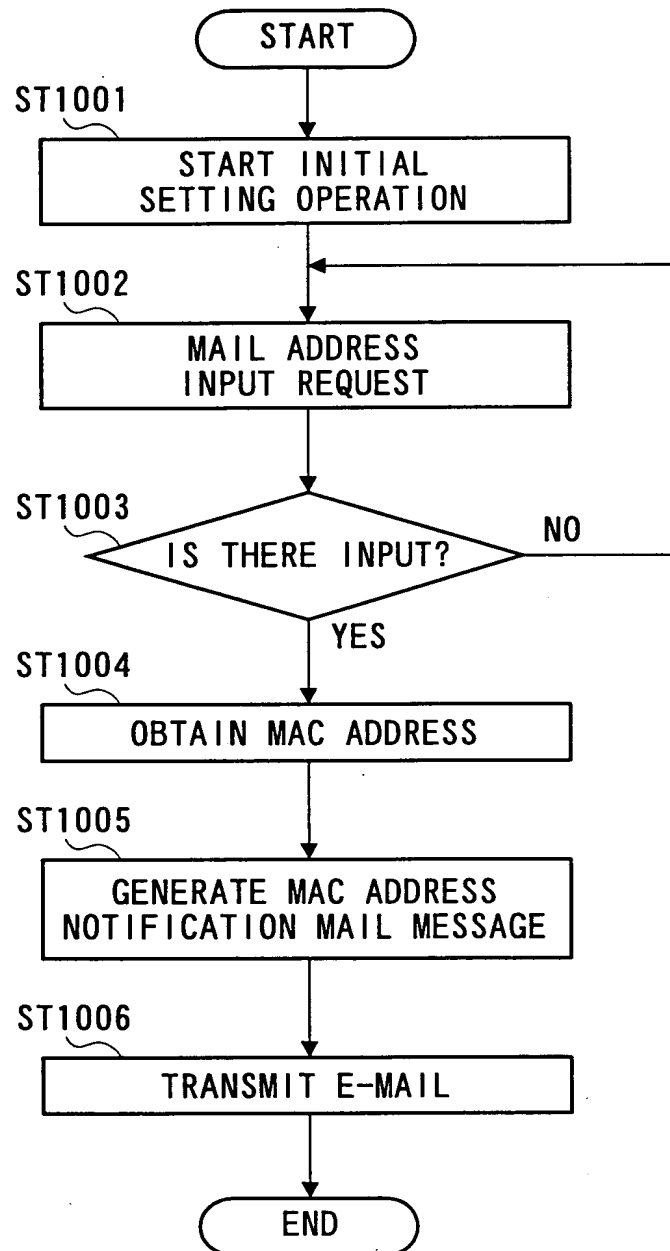 START
ST1001
START INITIAL
SETTING OPERATION
ST1002
MAIL ADDRESS
INPUT REQUEST
ST1003
IS THERE INPUT?
NO
YES
ST1004
OBTAIN MAC ADDRESS
ST1005
GENERATE MAC ADDRESS
NOTIFICATION MAIL MESSAGE
ST1006
TRANSMIT E-MAIL
END